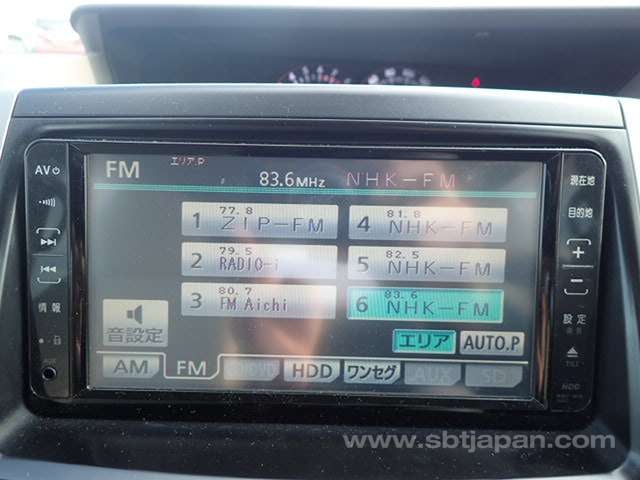 AV
情報
AUX
FM エリア.P 83.6MHz NHK-FM
1 77.8 ZIP-FM
2 79.5 RADIO-i
3 80.7 FM Aichi
4 81.8 NHK-FM
5 82.5 NHK-FM
6 83.6 NHK-FM
音設定
エリア AUTO.P
AM FM HDD ワンセグ AUX SD
現在地
目的地
+
-
設定
TILT
HDD
www.sbtjapan.com